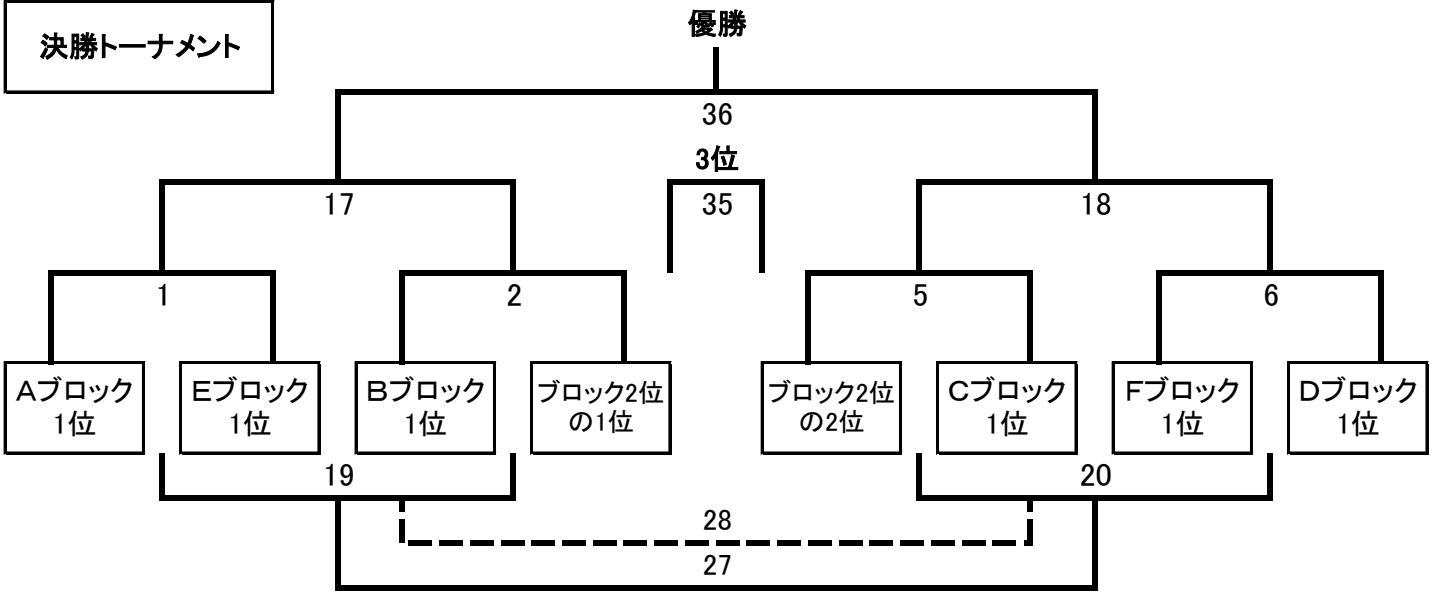 決勝トーナメント
優勝
36
3位
17
35
18
1
2
5
6
Aブロック
1位
Eブロック
1位
Bブロック
1位
ブロック2位
の1位
ブロック2位
の2位
Cブロック
1位
Fブロック
1位
Dブロック
1位
19
20
28
27